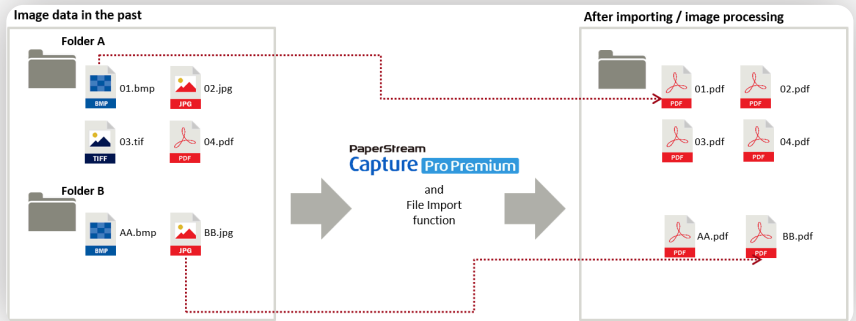 Image data in the past
Folder A
01.bmp
BMP
02.jpg
JPG
03.tif
TIFF
04.pdf
PDF
Folder B
AA.bmp
BMP
BB.jpg
JPG
PaperStream
Capture Pro Premium
and
File Import
function
After importing / image processing
01.pdf
PDF
02.pdf
PDF
03.pdf
PDF
04.pdf
PDF
AA.pdf
PDF
BB.pdf
PDF